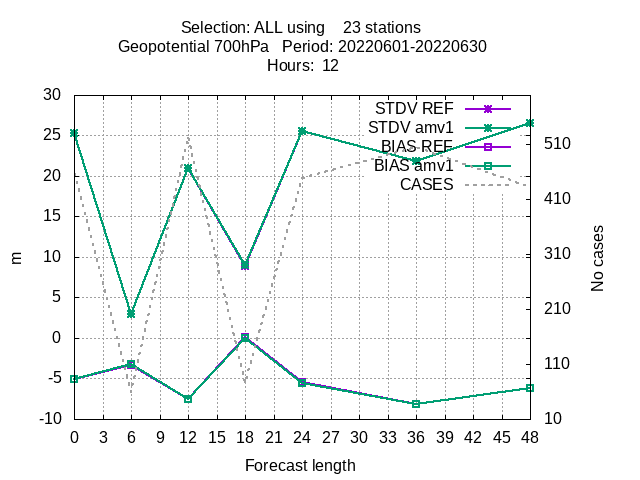 Selection: ALL using    23 stations
Geopotential 700hPa   Period: 20220601-20220630
Hours:  12
30
25
20
15
10
5
0
-5
-10
m
STDV REF
STDV amv1
BIAS REF
BIAS amv1
CASES
510
410
310
210
110
10
No cases
0 3 6 9 12 15 18 21 24 27 30 33 36 39 42 45 48
Forecast length